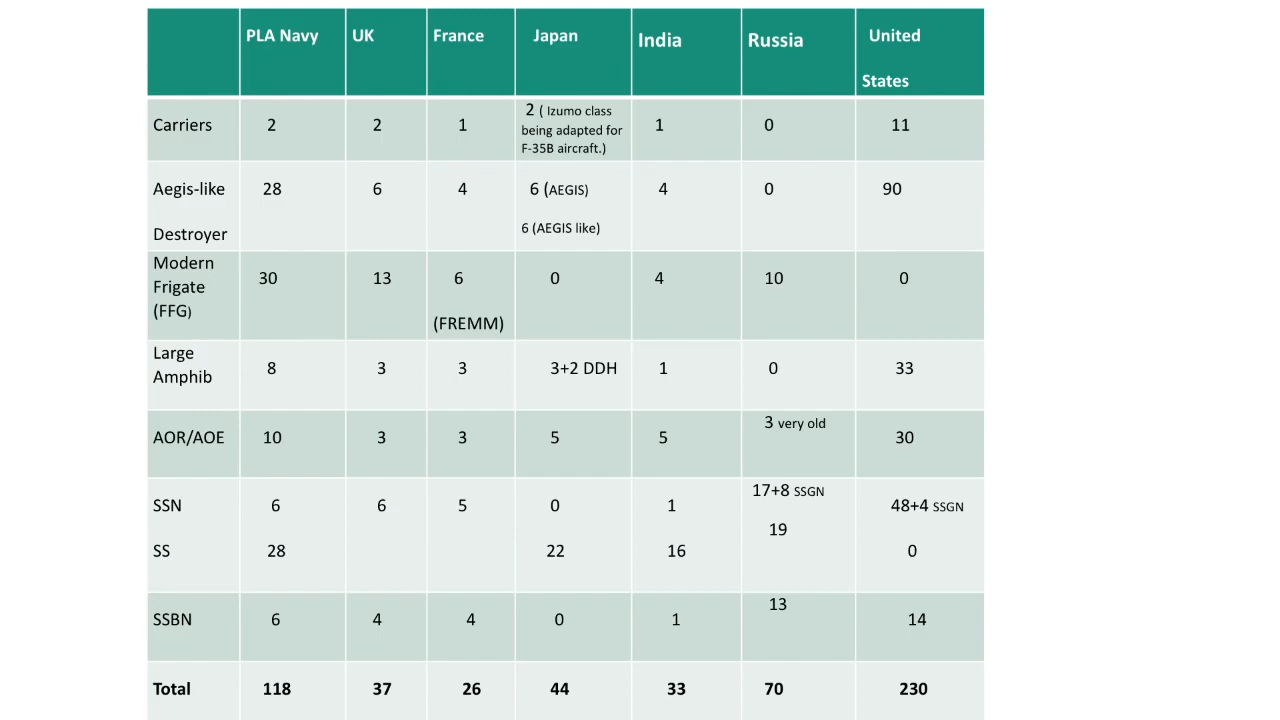 PLA Navy UK France Japan India Russia United States
Carriers 2 2 1 2 ( Izumo class being adapted for F-35B aircraft.) 1 0 11
Aegis-like Destroyer 28 6 4 6 (AEGIS) 6 (AEGIS like) 4 0 90
Modern Frigate (FFG) 30 13 6 (FREMM) 0 4 10 0
Large Amphib 8 3 3 3+2 DDH 1 0 33
AOR/AOE 10 3 3 5 5 3 very old 30
SSN 6 6 5 0 1 17+8 SSGN 48+4 SSGN
SS 28 22 16 19 0
SSBN 6 4 4 0 1 13 14
Total 118 37 26 44 33 70 230